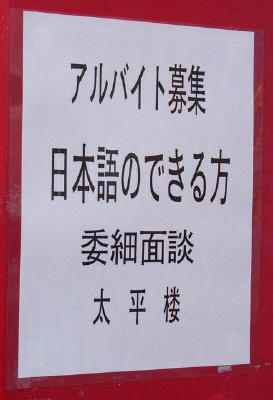 アルバイト募集
日本語のできる方
委細面談
太平楼